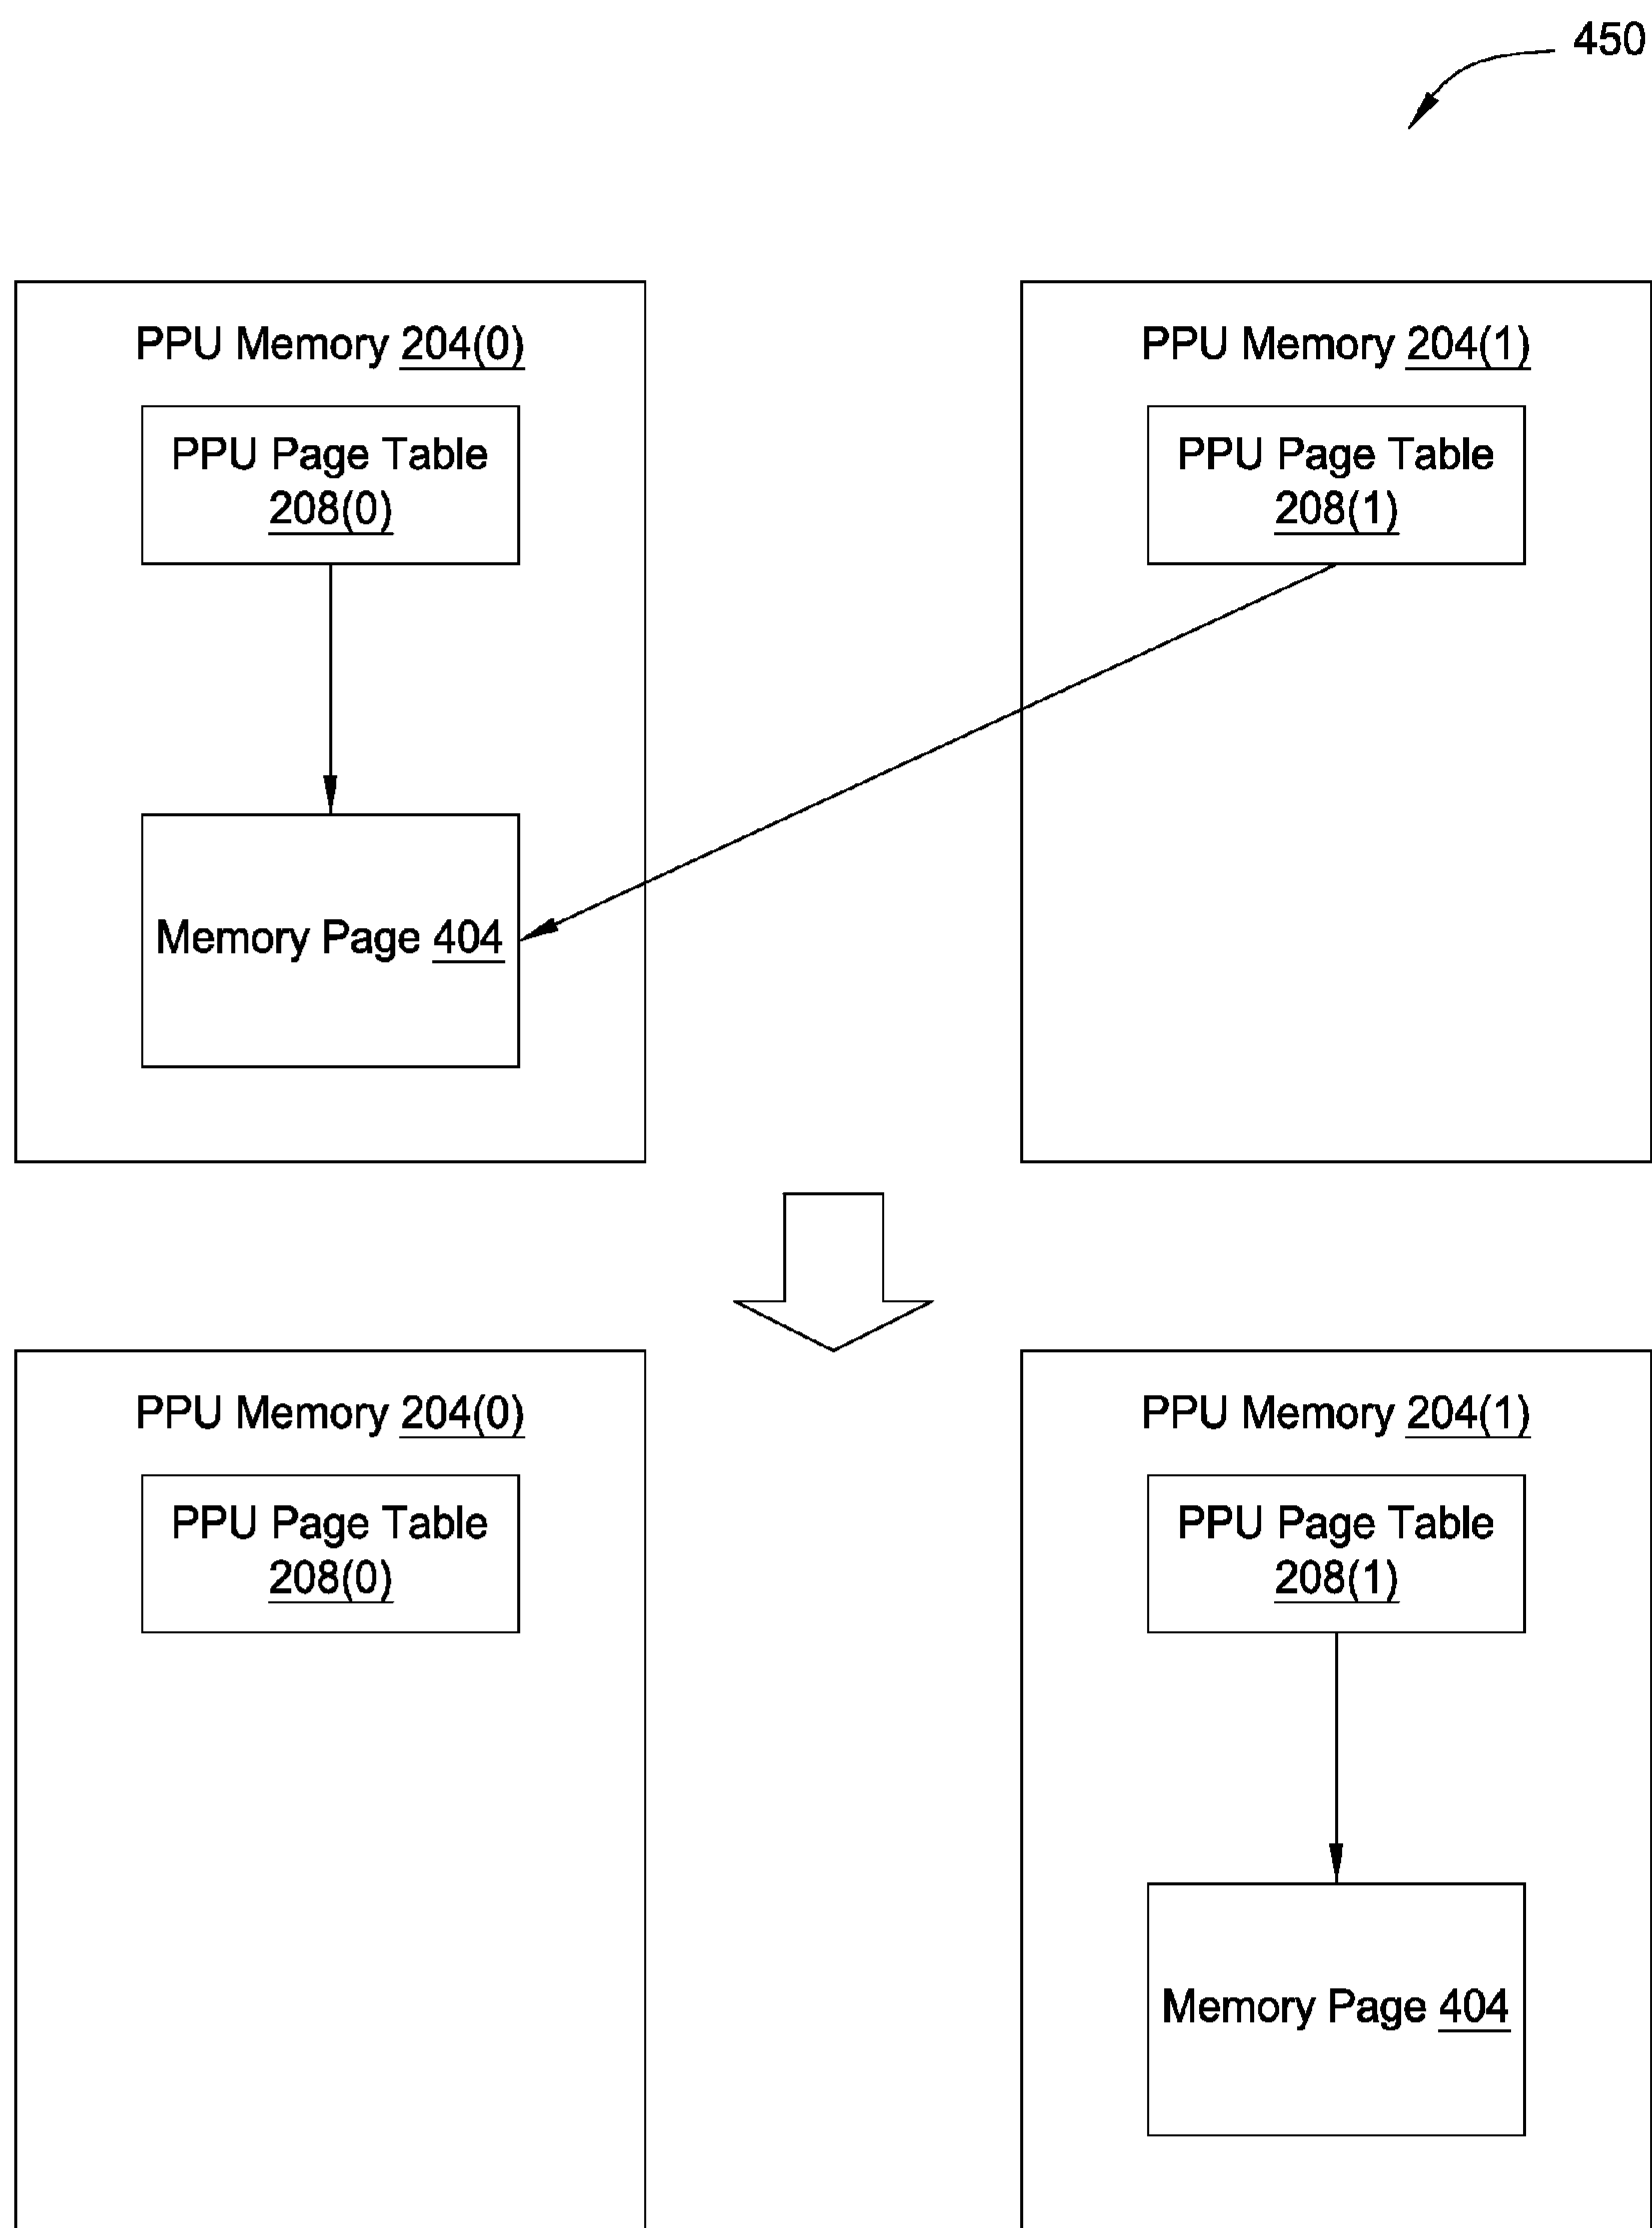 450
PPU Memory 204(0)
PPU Memory 204(1)
PPU Page Table
208(0)
PPU Page Table
208(1)
Memory Page 404
PPU Memory 204(0)
PPU Memory 204(1)
PPU Page Table
208(0)
PPU Page Table
208(1)
Memory Page 404